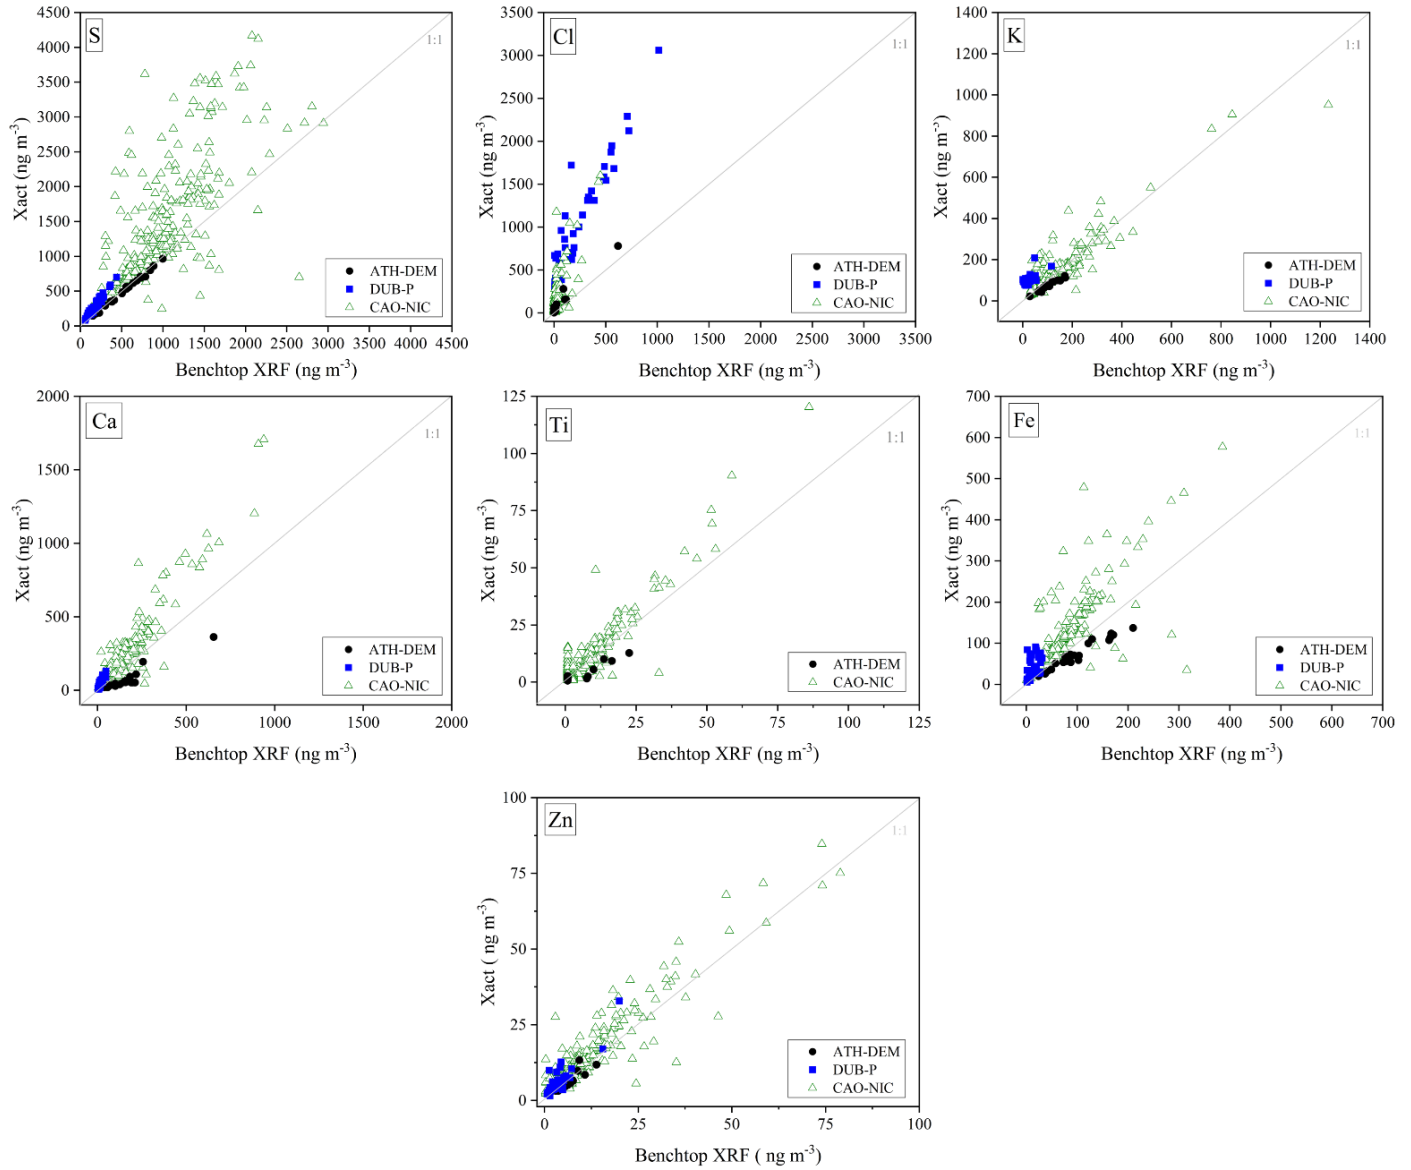 S
1:1
Xact (ng m⁻³)
4500
4000
3500
3000
2500
2000
1500
1000
500
0
0 500 1000 1500 2000 2500 3000 3500 4000 4500
Benchtop XRF (ng m⁻³)
ATH-DEM
DUB-P
CAO-NIC
Cl
1:1
Xact (ng m⁻³)
3500
3000
2500
2000
1500
1000
500
0
0 500 1000 1500 2000 2500 3000 3500
Benchtop XRF (ng m⁻³)
ATH-DEM
DUB-P
CAO-NIC
K
1:1
Xact (ng m⁻³)
1400
1200
1000
800
600
400
200
0
0 200 400 600 800 1000 1200 1400
Benchtop XRF (ng m⁻³)
ATH-DEM
DUB-P
CAO-NIC
Ca
1:1
Xact (ng m⁻³)
2000
1500
1000
500
0
0 500 1000 1500 2000
Benchtop XRF (ng m⁻³)
ATH-DEM
DUB-P
CAO-NIC
Ti
1:1
Xact (ng m⁻³)
125
100
75
50
25
0
0 25 50 75 100 125
Benchtop XRF (ng m⁻³)
ATH-DEM
CAO-NIC
Fe
1:1
Xact (ng m⁻³)
700
600
500
400
300
200
100
0
0 100 200 300 400 500 600 700
Benchtop XRF (ng m⁻³)
ATH-DEM
DUB-P
CAO-NIC
Zn
1:1
Xact ( ng m⁻³)
100
75
50
25
0
0 25 50 75 100
Benchtop XRF ( ng m⁻³)
ATH-DEM
DUB-P
CAO-NIC